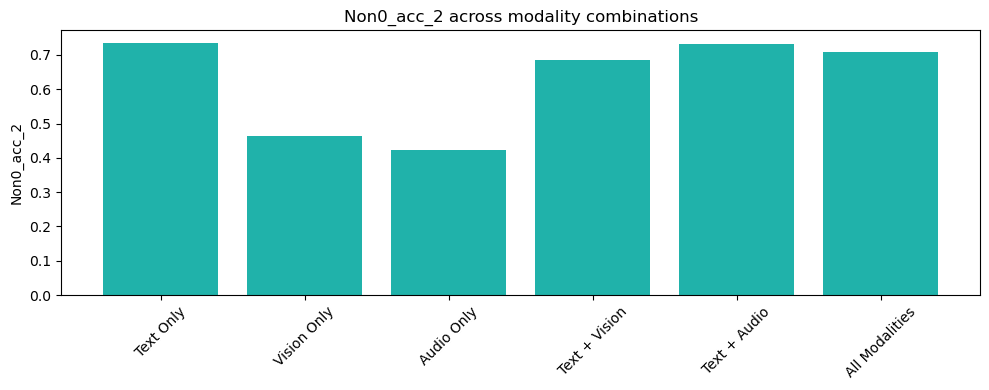 Non0_acc_2 across modality combinations
Non0_acc_2
0.7
0.6
0.5
0.4
0.3
0.2
0.1
0.0
Text Only
Vision Only
Audio Only
Text + Vision
Text + Audio
All Modalities